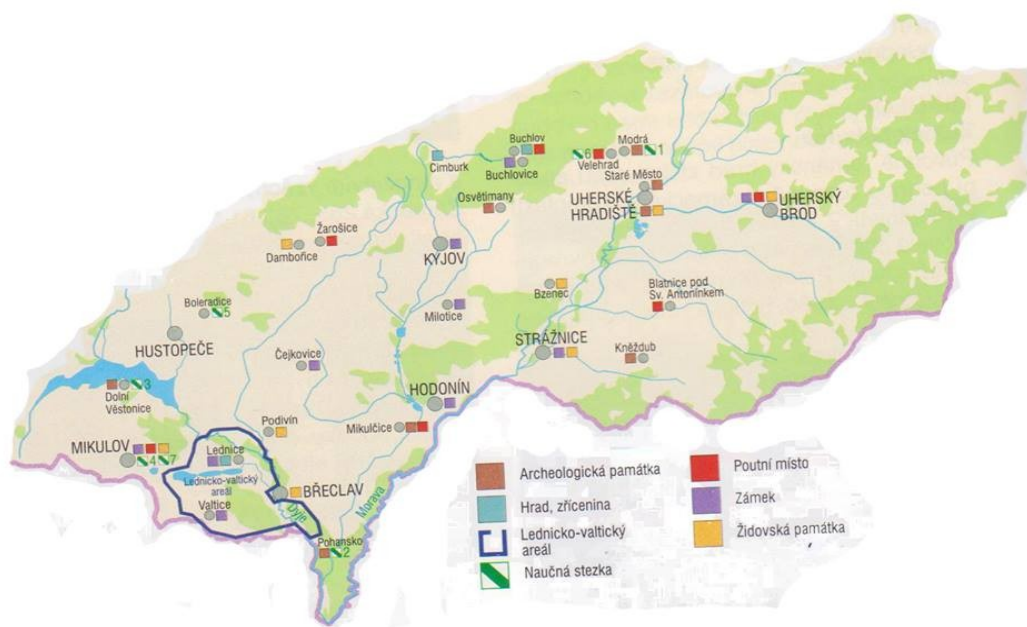 Buchlov
Cimburk
Buchlovice
6
Modrá
1
Velehrad
Staré Město
Osvětimany
UHERSKÉ
HRADIŠTĚ
UHERSKÝ
BROD
Žarošice
Dambořice
KYJOV
Bzenec
Blatnice pod
Sv. Antonínkem
Boleradice
5
Milotice
HUSTOPEČE
STRÁŽNICE
Čejkovice
Kněždub
3
Dolní
Věstonice
HODONÍN
Podivín
Mikulčice
MIKULOV
4 7
Lednice
Lednicko-valtický
areál
Valtice
BŘECLAV
Dyje
Morava
Pohansko
2
Archeologická památka
Hrad, zřícenina
Lednicko-valtický
areál
Naučná stezka
Poutní místo
Zámek
Židovská památka